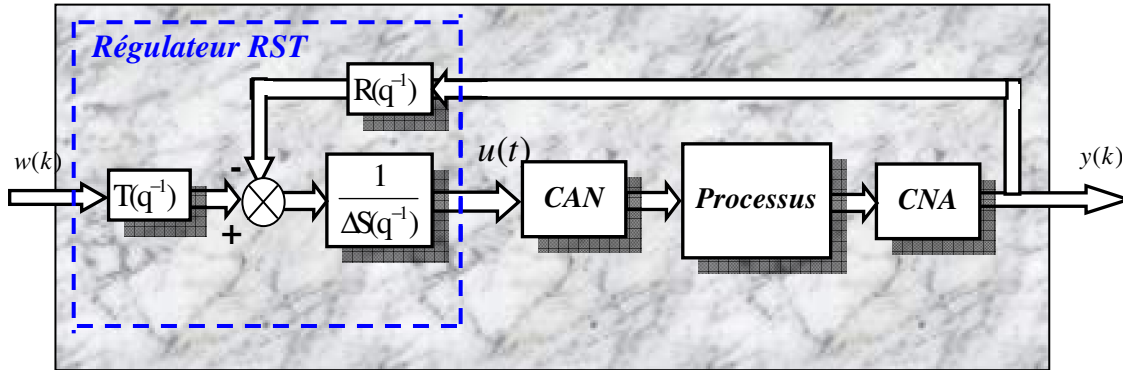 Régulateur RST
R(q⁻¹)
w(k)
T(q⁻¹)
-
+
1
ΔS(q⁻¹)
u(t)
CAN
Processus
CNA
y(k)